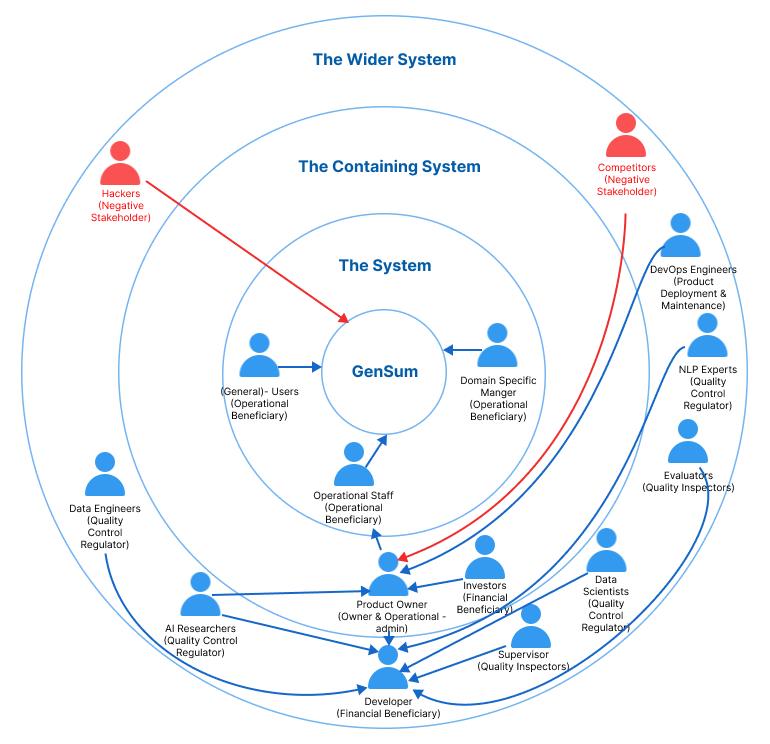 The Wider System
The Containing System
The System
GenSum
Hackers
(Negative
Stakeholder)
Competitors
(Negative
Stakeholder)
DevOps Engineers
(Product
Deployment &
Maintenance)
NLP Experts
(Quality
Control
Regulator)
(General)- Users
(Operational
Beneficiary)
Domain Specific
Manger
(Operational
Beneficiary)
Evaluators
(Quality Inspectors)
Operational Staff
(Operational
Beneficiary)
Data Engineers
(Quality
Control
Regulator)
Product Owner
(Owner & Operational -
admin)
Investors
(Financial
Beneficiary)
Data
Scientists
(Quality
Control
Regulator)
AI Researchers
(Quality Control
Regulator)
Supervisor
(Quality Inspectors)
Developer
(Financial Beneficiary)